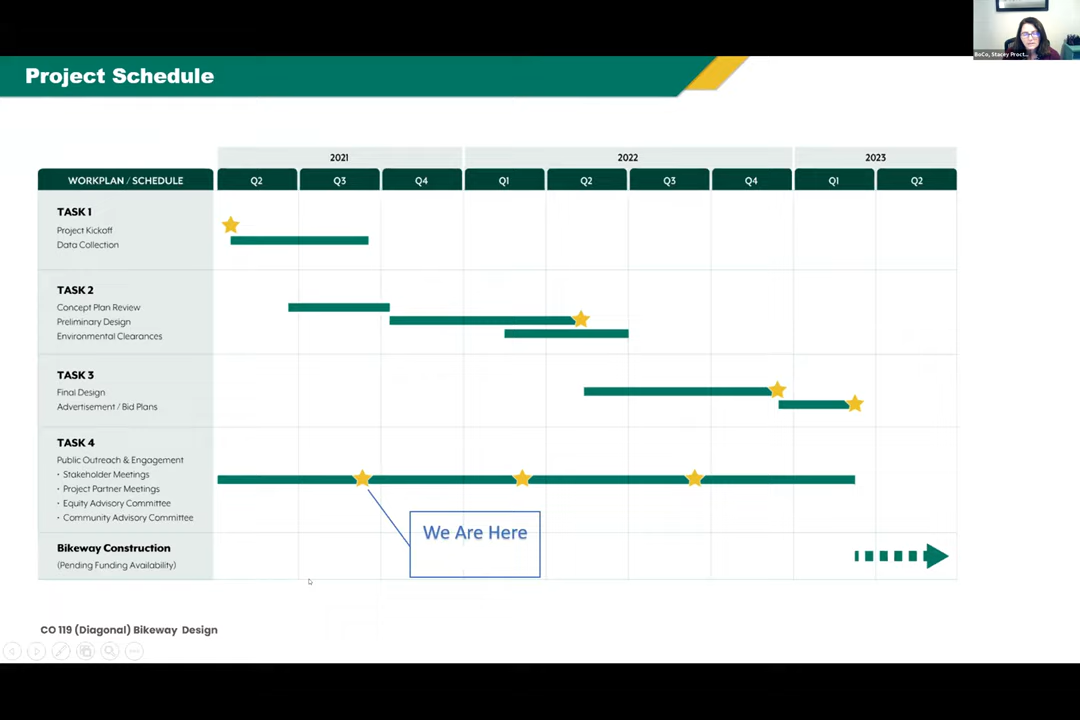 BoCo, Stacey Proct...
Project Schedule
2021 2022 2023
WORKPLAN / SCHEDULE Q2 Q3 Q4 Q1 Q2 Q3 Q4 Q1 Q2
TASK 1
Project Kickoff
Data Collection
TASK 2
Concept Plan Review
Preliminary Design
Environmental Clearances
TASK 3
Final Design
Advertisement / Bid Plans
TASK 4
Public Outreach & Engagement
• Stakeholder Meetings
• Project Partner Meetings
• Equity Advisory Committee
• Community Advisory Committee
We Are Here
Bikeway Construction
(Pending Funding Availability)
CO 119 (Diagonal) Bikeway Design